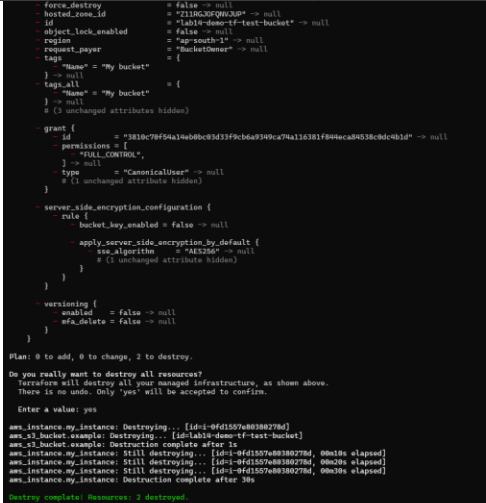 - force_destroy = false -> null
- hosted_zone_id = "Z11RGJOFQNVJUP" -> null
- id = "lab14-demo-tf-test-bucket" -> null
- object_lock_enabled = false -> null
- region = "ap-south-1" -> null
- request_payer = "BucketOwner" -> null
- tags = {
- "Name" = "My bucket"
} -> null
- tags_all = {
- "Name" = "My bucket"
} -> null
# (3 unchanged attributes hidden)
- grant {
- id = "3810c70f54a14eb0bc03d33f9cb6a9349ca74a116381f844eca84538c0dc4b1d" -> null
- permissions = [
- "FULL_CONTROL",
] -> null
- type = "CanonicalUser" -> null
# (1 unchanged attribute hidden)
}
- server_side_encryption_configuration {
- rule {
- bucket_key_enabled = false -> null
- apply_server_side_encryption_by_default {
- sse_algorithm = "AES256" -> null
# (1 unchanged attribute hidden)
}
}
}
- versioning {
- enabled = false -> null
- mfa_delete = false -> null
}
}
Plan: 0 to add, 0 to change, 2 to destroy.
Do you really want to destroy all resources?
Terraform will destroy all your managed infrastructure, as shown above.
There is no undo. Only 'yes' will be accepted to confirm.
Enter a value: yes
aws_instance.my_instance: Destroying... [id=i-0fd1557e80380278d]
aws_s3_bucket.example: Destroying... [id=lab14-demo-tf-test-bucket]
aws_s3_bucket.example: Destruction complete after 1s
aws_instance.my_instance: Still destroying... [id=i-0fd1557e80380278d, 00m10s elapsed]
aws_instance.my_instance: Still destroying... [id=i-0fd1557e80380278d, 00m20s elapsed]
aws_instance.my_instance: Still destroying... [id=i-0fd1557e80380278d, 00m30s elapsed]
aws_instance.my_instance: Destruction complete after 30s
Destroy complete! Resources: 2 destroyed.